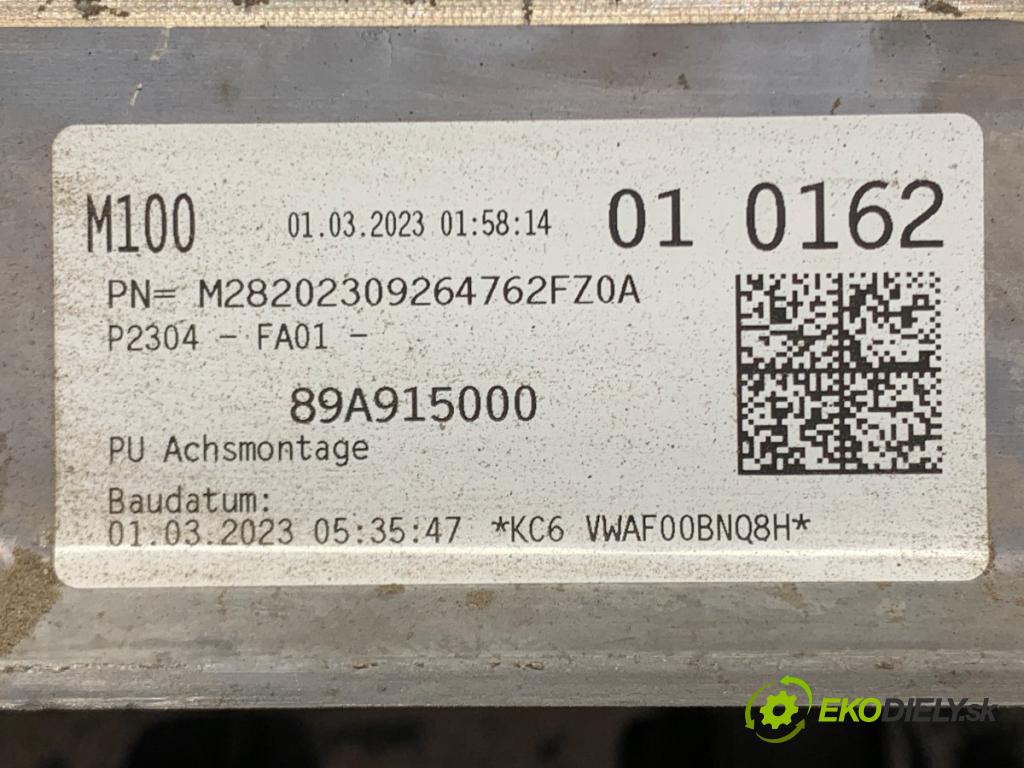 M100 01.03.2023 01:58:14 01 0162
PN= M28202309264762FZ0A
P2304 - FA01 -
89A915000
PU Achsmontage
Baudatum:
01.03.2023 05:35:47 *KC6 VWAF00BNQ8H*
EKODIELY.sk